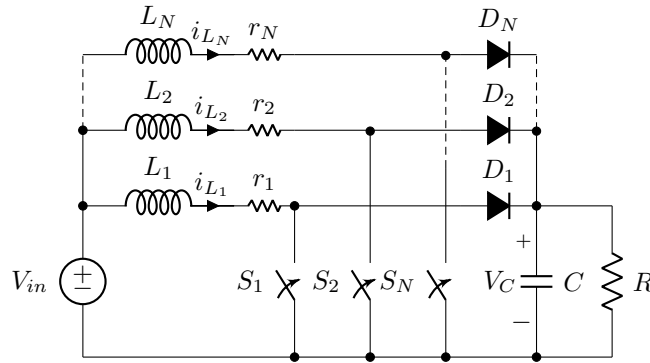 L_N i_{L_N} r_N D_N
L_2 i_{L_2} r_2 D_2
L_1 i_{L_1} r_1 D_1
+
V_{in} + − S_1 S_2 S_N V_C C R
−